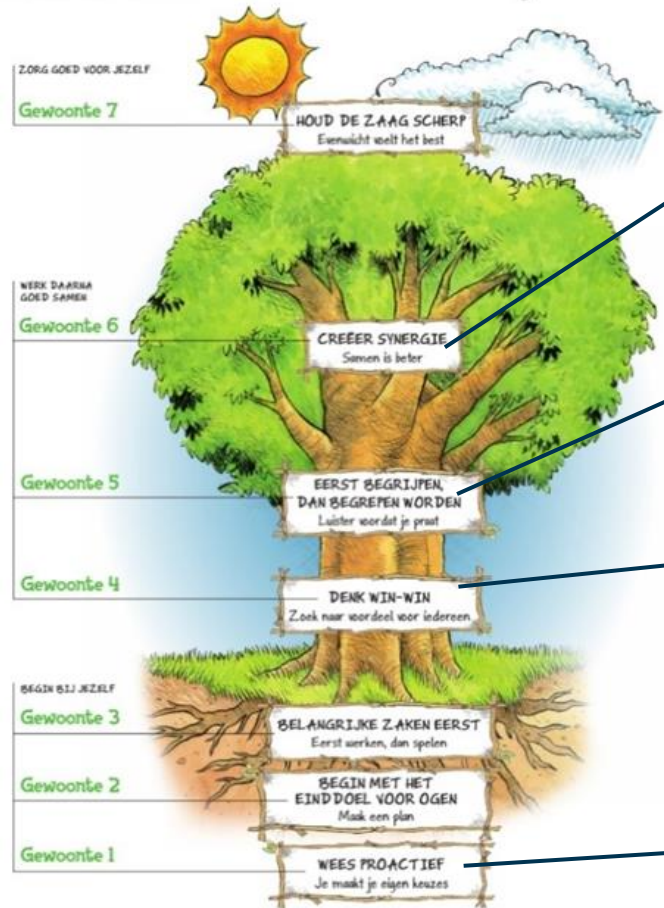 ZORG GOED VOOR JEZELF
Gewoonte 7
HOUD DE ZAAG SCHERP
Evenwicht voelt het best
WERK DAARNA
GOED SAMEN
Gewoonte 6
CREËER SYNERGIE
Samen is beter
Gewoonte 5
EERST BEGRIJPEN,
DAN BEGREPEN WORDEN
Luister voordat je praat
Gewoonte 4
DENK WIN-WIN
Zoek naar voordeel voor iedereen
BEGIN BIJ JEZELF
Gewoonte 3
BELANGRIJKE ZAKEN EERST
Eerst werken, dan spelen
Gewoonte 2
BEGIN MET HET
EINDDOEL VOOR OGEN
Maak een plan
Gewoonte 1
WEES PROACTIEF
Je maakt je eigen keuzes